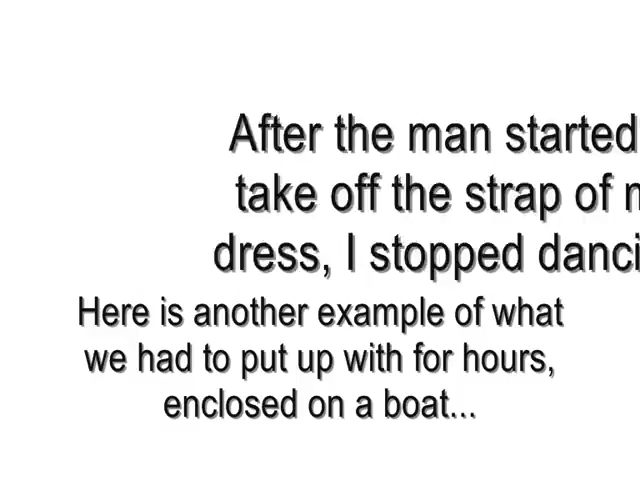 After the man started
take off the strap of
dress, I stopped
Here is another example of what
we had to put up with for hours,
enclosed on a boat...